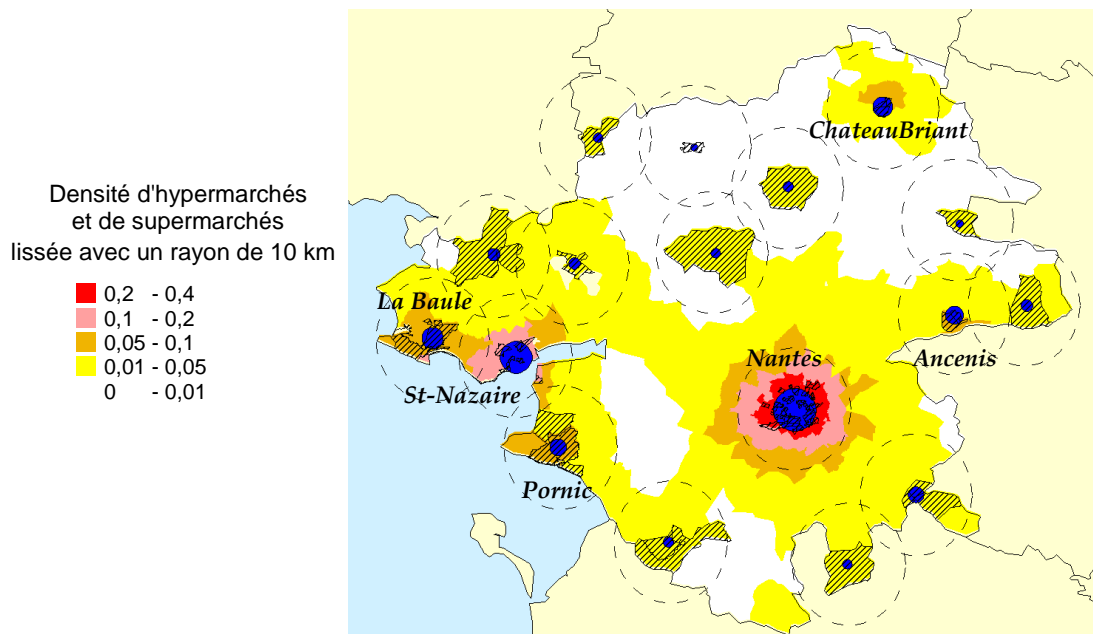 Densité d'hypermarchés
et de supermarchés
lissée avec un rayon de 10 km
0,2 - 0,4
0,1 - 0,2
0,05 - 0,1
0,01 - 0,05
0 - 0,01
ChateauBriant
La Baule
Nantes
Ancenis
St-Nazaire
Pornic